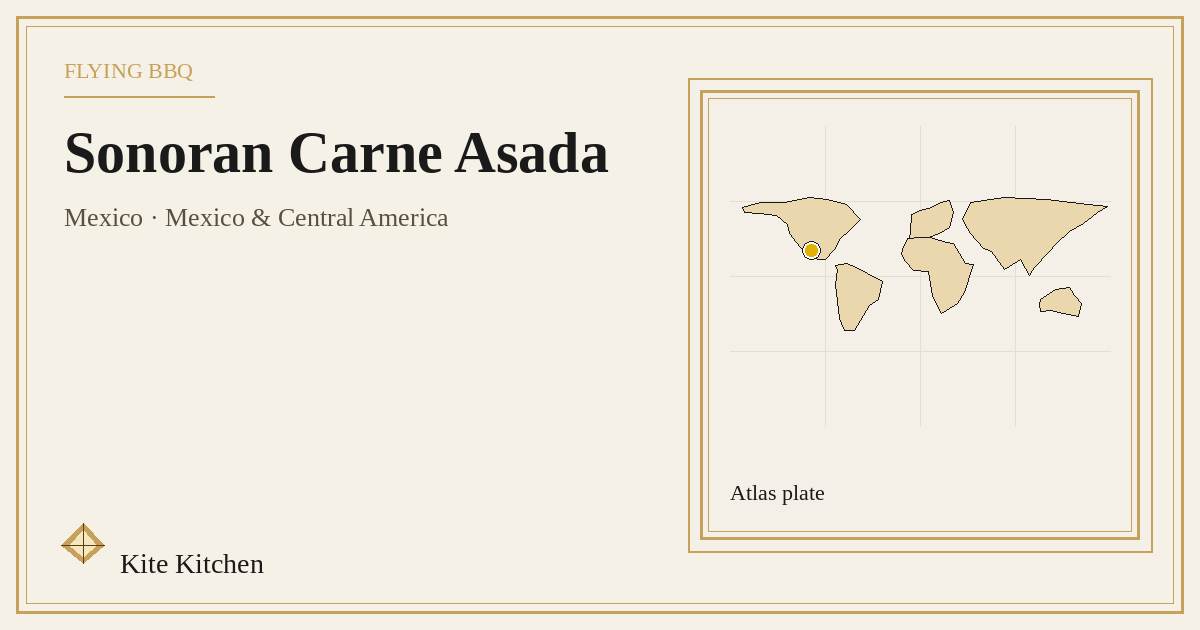 FLYING BBQ
Sonoran Carne Asada
Mexico · Mexico & Central America
Atlas plate
Kite Kitchen